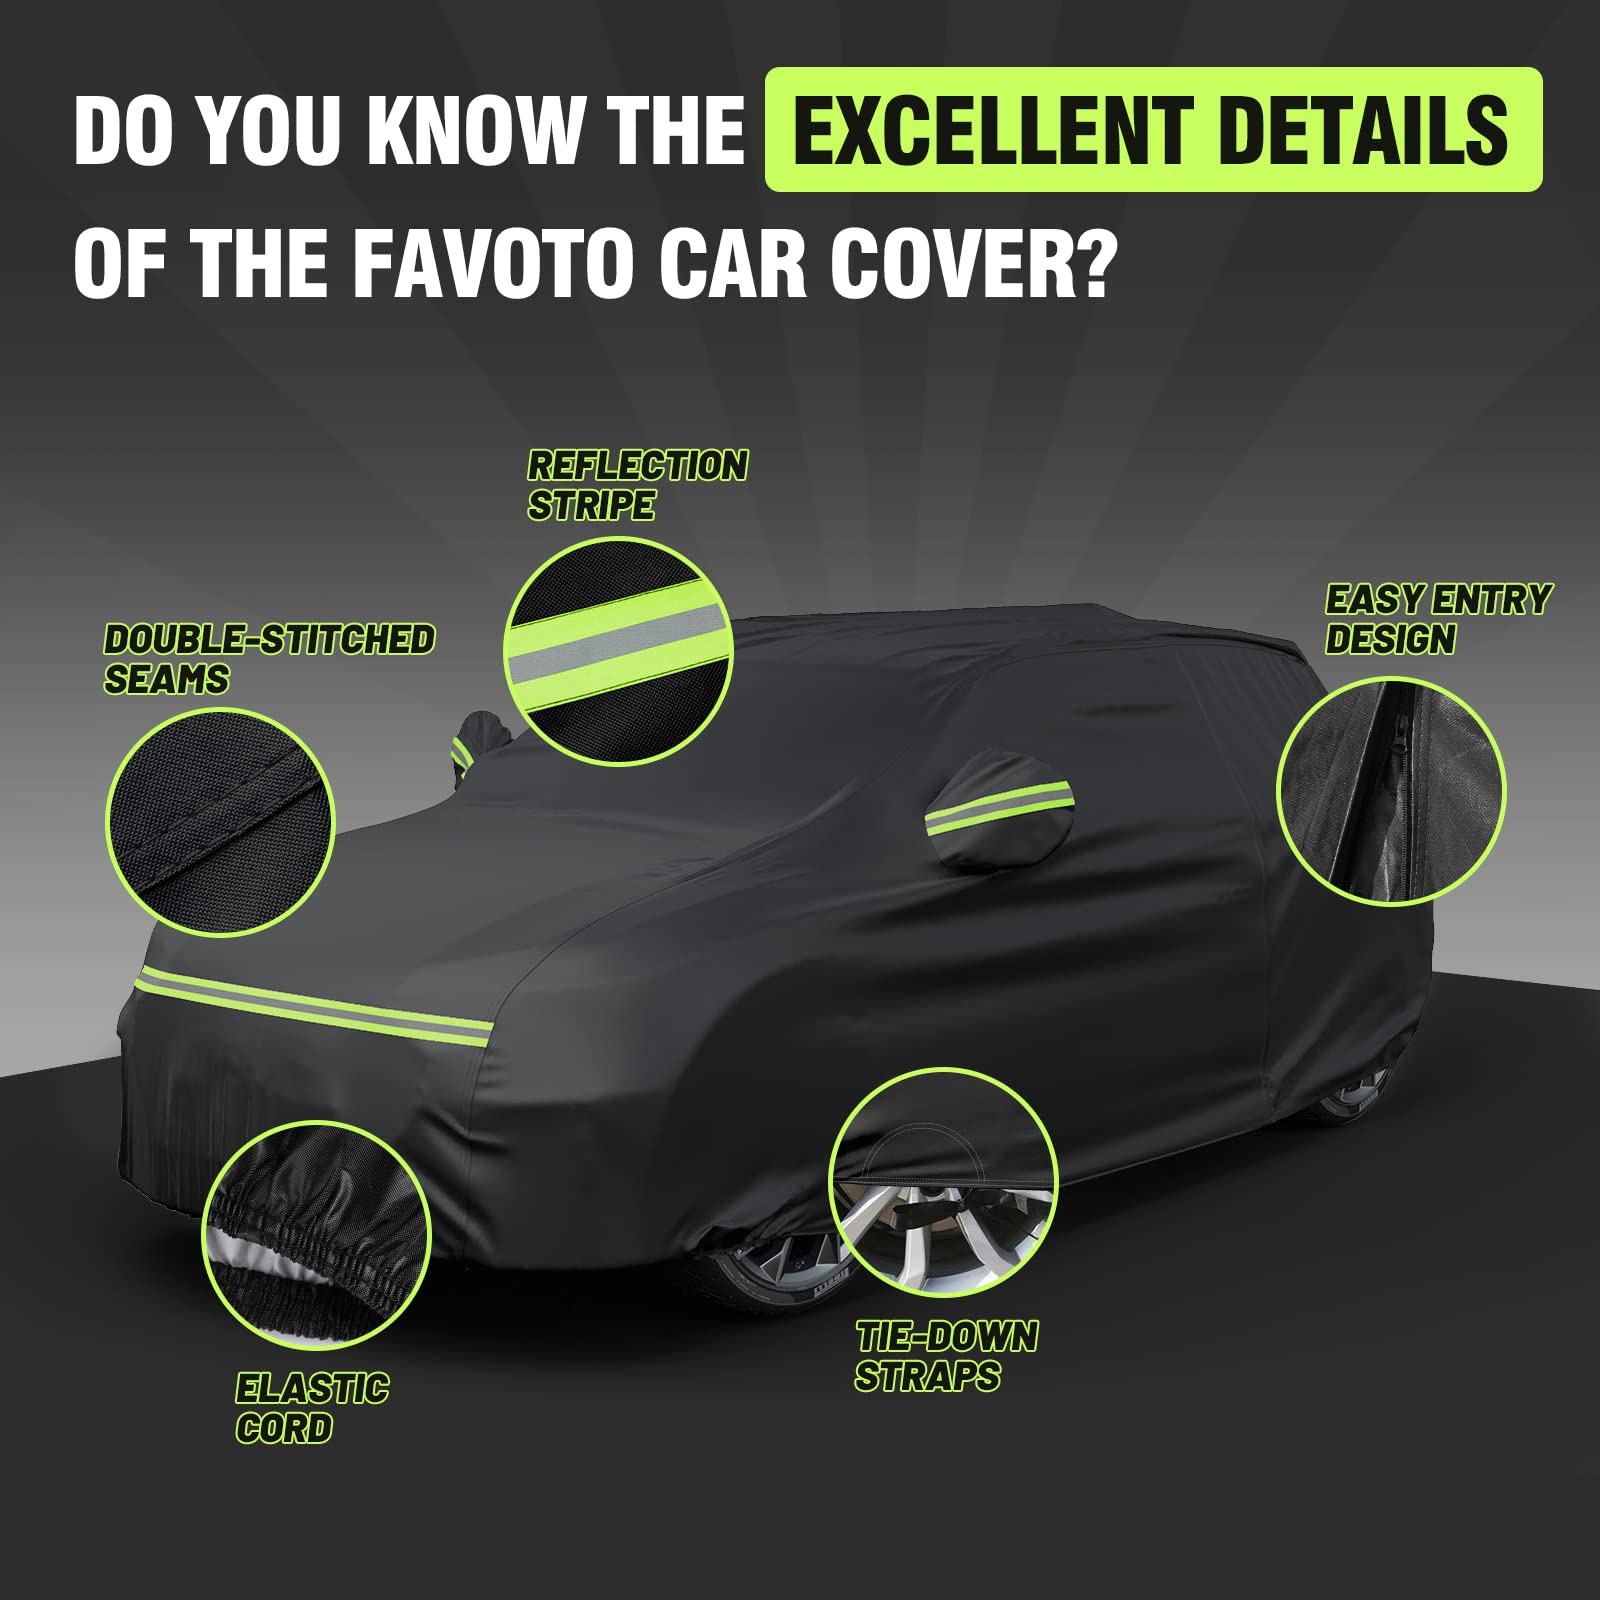 DO YOU KNOW THE EXCELLENT DETAILS
OF THE FAVOTO CAR COVER?
REFLECTION
STRIPE
EASY ENTRY
DESIGN
DOUBLE-STITCHED
SEAMS
TIE-DOWN
STRAPS
ELASTIC
CORD